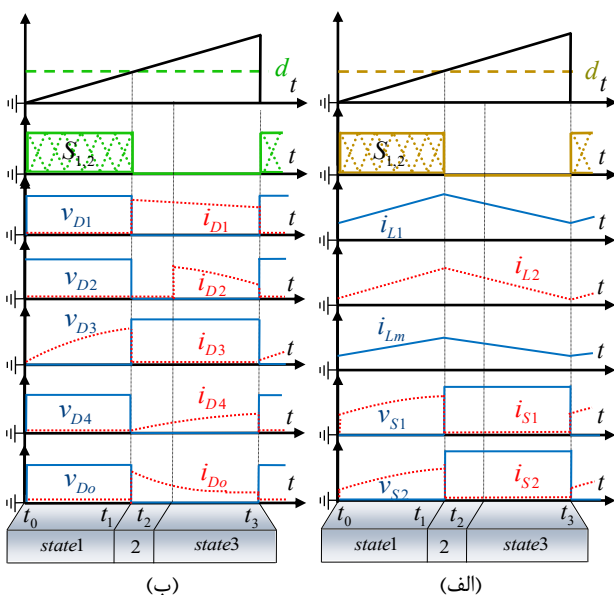 d
t
S1,2
t
vD1 iD1 t
vD2 iD2 t
vD3 iD3 t
vD4 iD4 t
vDo iDo t
t0 t1 t2 t3
state1 2 state3
(ب)
d
t
S1,2
t
iL1 t
iL2 t
iLm t
vS1 iS1 t
vS2 iS2 t
t0 t1 t2 t3
state1 2 state3
(الف)